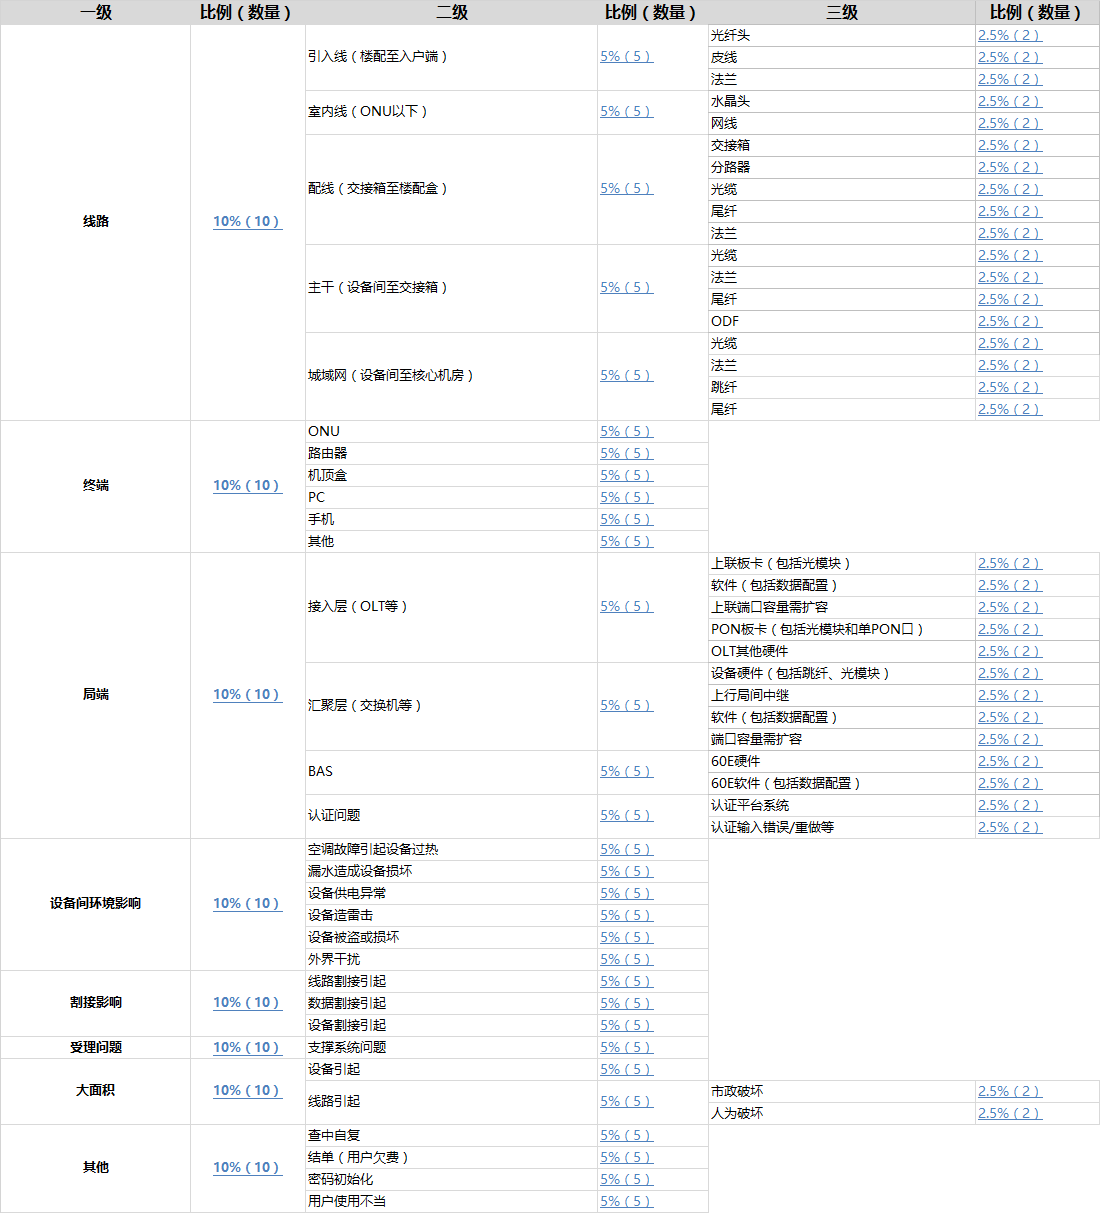 一级 比例（数量） 二级 比例（数量） 三级 比例（数量）
线路 10%（10） 引入线（楼配至入户端） 5%（5） 光纤头 2.5%（2）
皮线 2.5%（2）
法兰 2.5%（2）
室内线（ONU以下） 5%（5） 水晶头 2.5%（2）
网线 2.5%（2）
配线（交接箱至楼配盒） 5%（5） 交接箱 2.5%（2）
分路器 2.5%（2）
光缆 2.5%（2）
尾纤 2.5%（2）
法兰 2.5%（2）
主干（设备间至交接箱） 5%（5） 光缆 2.5%（2）
法兰 2.5%（2）
尾纤 2.5%（2）
ODF 2.5%（2）
城域网（设备间至核心机房） 5%（5） 光缆 2.5%（2）
法兰 2.5%（2）
跳纤 2.5%（2）
尾纤 2.5%（2）
终端 10%（10） ONU 5%（5）
路由器 5%（5）
机顶盒 5%（5）
PC 5%（5）
手机 5%（5）
其他 5%（5）
局端 10%（10） 接入层（OLT等） 5%（5） 上联板卡（包括光模块） 2.5%（2）
软件（包括数据配置） 2.5%（2）
上联端口容量需扩容 2.5%（2）
PON板卡（包括光模块和单PON口） 2.5%（2）
OLT其他硬件 2.5%（2）
汇聚层（交换机等） 5%（5） 设备硬件（包括跳纤、光模块） 2.5%（2）
上行局间中继 2.5%（2）
软件（包括数据配置） 2.5%（2）
端口容量需扩容 2.5%（2）
BAS 5%（5） 60E硬件 2.5%（2）
60E软件（包括数据配置） 2.5%（2）
认证问题 5%（5） 认证平台系统 2.5%（2）
认证输入错误/重做等 2.5%（2）
设备间环境影响 10%（10） 空调故障引起设备过热 5%（5）
漏水造成设备损坏 5%（5）
设备供电异常 5%（5）
设备造雷击 5%（5）
设备被盗或损坏 5%（5）
外界干扰 5%（5）
割接影响 10%（10） 线路割接引起 5%（5）
数据割接引起 5%（5）
设备割接引起 5%（5）
受理问题 10%（10） 支撑系统问题 5%（5）
大面积 10%（10） 设备引起 5%（5）
线路引起 5%（5） 市政破坏 2.5%（2）
人为破坏 2.5%（2）
其他 10%（10） 查中自复 5%（5）
结单（用户欠费） 5%（5）
密码初始化 5%（5）
用户使用不当 5%（5）